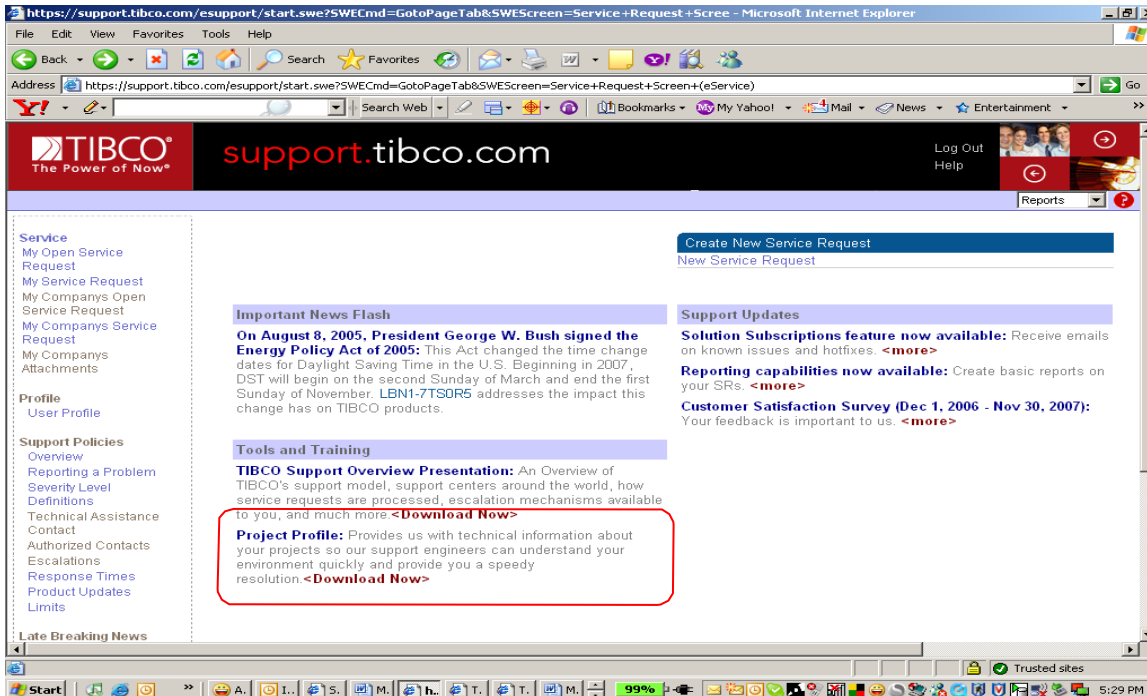 https://support.tibco.com/esupport/start.swe?SWECmd=GotoPageTab&SWEScreen=Service+Request+Scree - Microsoft Internet Explorer
File Edit View Favorites Tools Help
Back Search Favorites
Address https://support.tibco.com/esupport/start.swe?SWECmd=GotoPageTab&SWEScreen=Service+Request+Screen+(eService) Go
Y! Search Web Bookmarks My Yahoo! Mail News Entertainment »
TIBCO®
The Power of Now®
support.tibco.com
Log Out
Help
Reports
Service
My Open Service
Request
My Service Request
My Companys Open
Service Request
My Companys Service
Request
My Companys
Attachments
Profile
User Profile
Support Policies
Overview
Reporting a Problem
Severity Level
Definitions
Technical Assistance
Contact
Authorized Contacts
Escalations
Response Times
Product Updates
Limits
Late Breaking News
Create New Service Request
New Service Request
Important News Flash
On August 8, 2005, President George W. Bush signed the
Energy Policy Act of 2005: This Act changed the time change
dates for Daylight Saving Time in the U.S. Beginning in 2007,
DST will begin on the second Sunday of March and end the first
Sunday of November. LBN1-7TS0R5 addresses the impact this
change has on TIBCO products.
Tools and Training
TIBCO Support Overview Presentation: An Overview of
TIBCO's support model, support centers around the world, how
service requests are processed, escalation mechanisms available
to you, and much more.<Download Now>
Project Profile: Provides us with technical information about
your projects so our support engineers can understand your
environment quickly and provide you a speedy
resolution.<Download Now>
Support Updates
Solution Subscriptions feature now available: Receive emails
on known issues and hotfixes. <more>
Reporting capabilities now available: Create basic reports on
your SRs. <more>
Customer Satisfaction Survey (Dec 1, 2006 - Nov 30, 2007):
Your feedback is important to us. <more>
Trusted sites
Start » A. I.. S. M. h.. T. T. M. 99% 5:29 PM